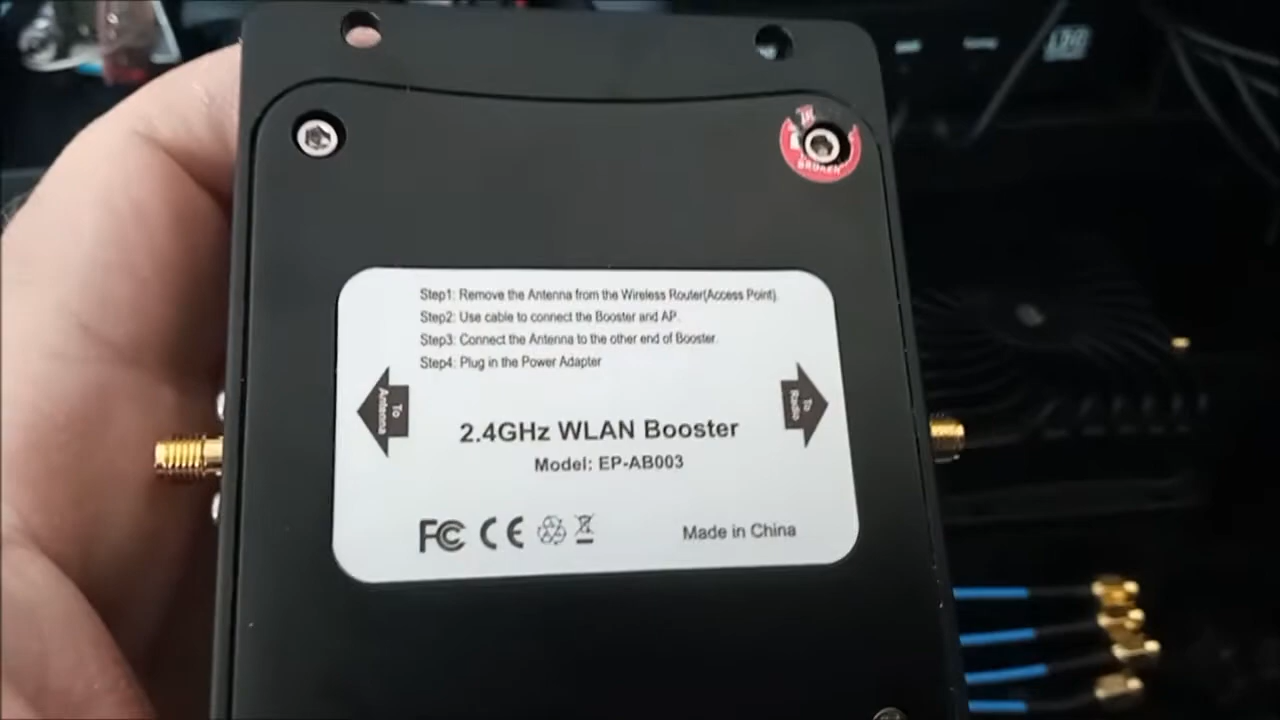 BROKEN
Step1: Remove the Antenna from the Wireless Router(Access Point).
Step2: Use cable to connect the Booster and AP.
Step3: Connect the Antenna to the other end of Booster.
Step4: Plug in the Power Adapter
To
Antenna
To
Radio
2.4GHz WLAN Booster
Model: EP-AB003
FC CE
Made in China